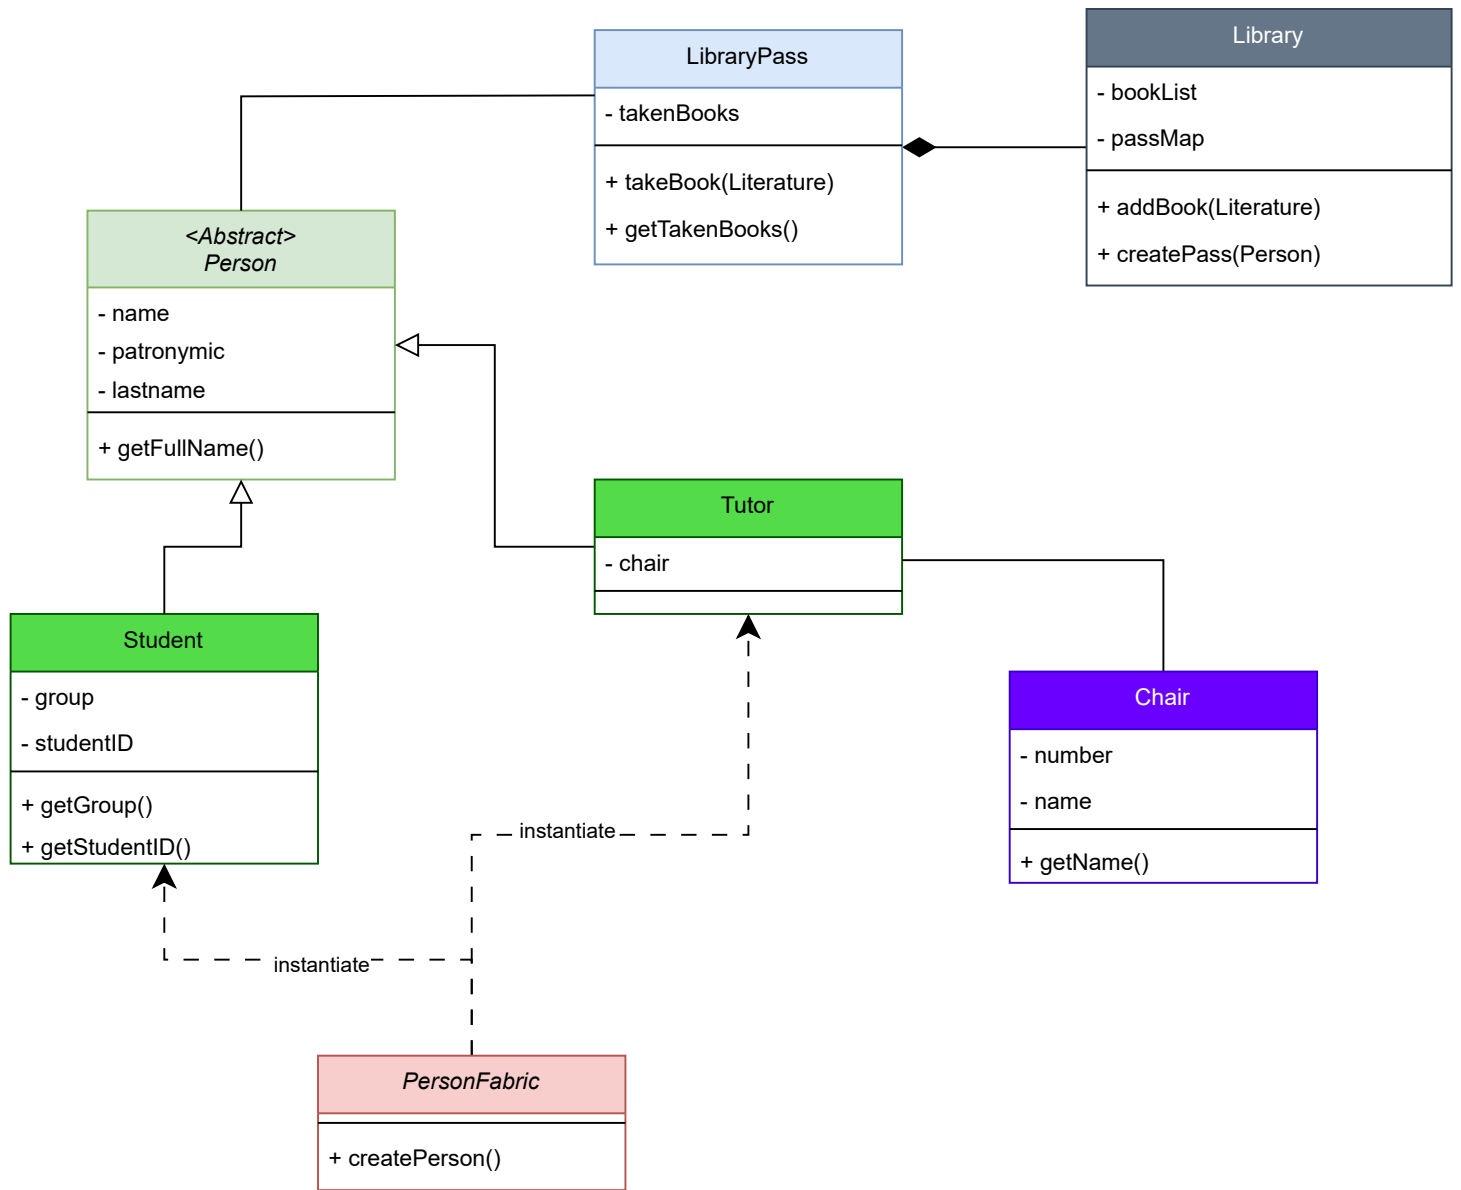 LibraryPass
- takenBooks
+ takeBook(Literature)
+ getTakenBooks()
Library
- bookList
- passMap
+ addBook(Literature)
+ createPass(Person)
<Abstract>
Person
- name
- patronymic
- lastname
+ getFullName()
Tutor
- chair
Student
- group
- studentID
+ getGroup()
+ getStudentID()
Chair
- number
- name
+ getName()
instantiate
instantiate
PersonFabric
+ createPerson()